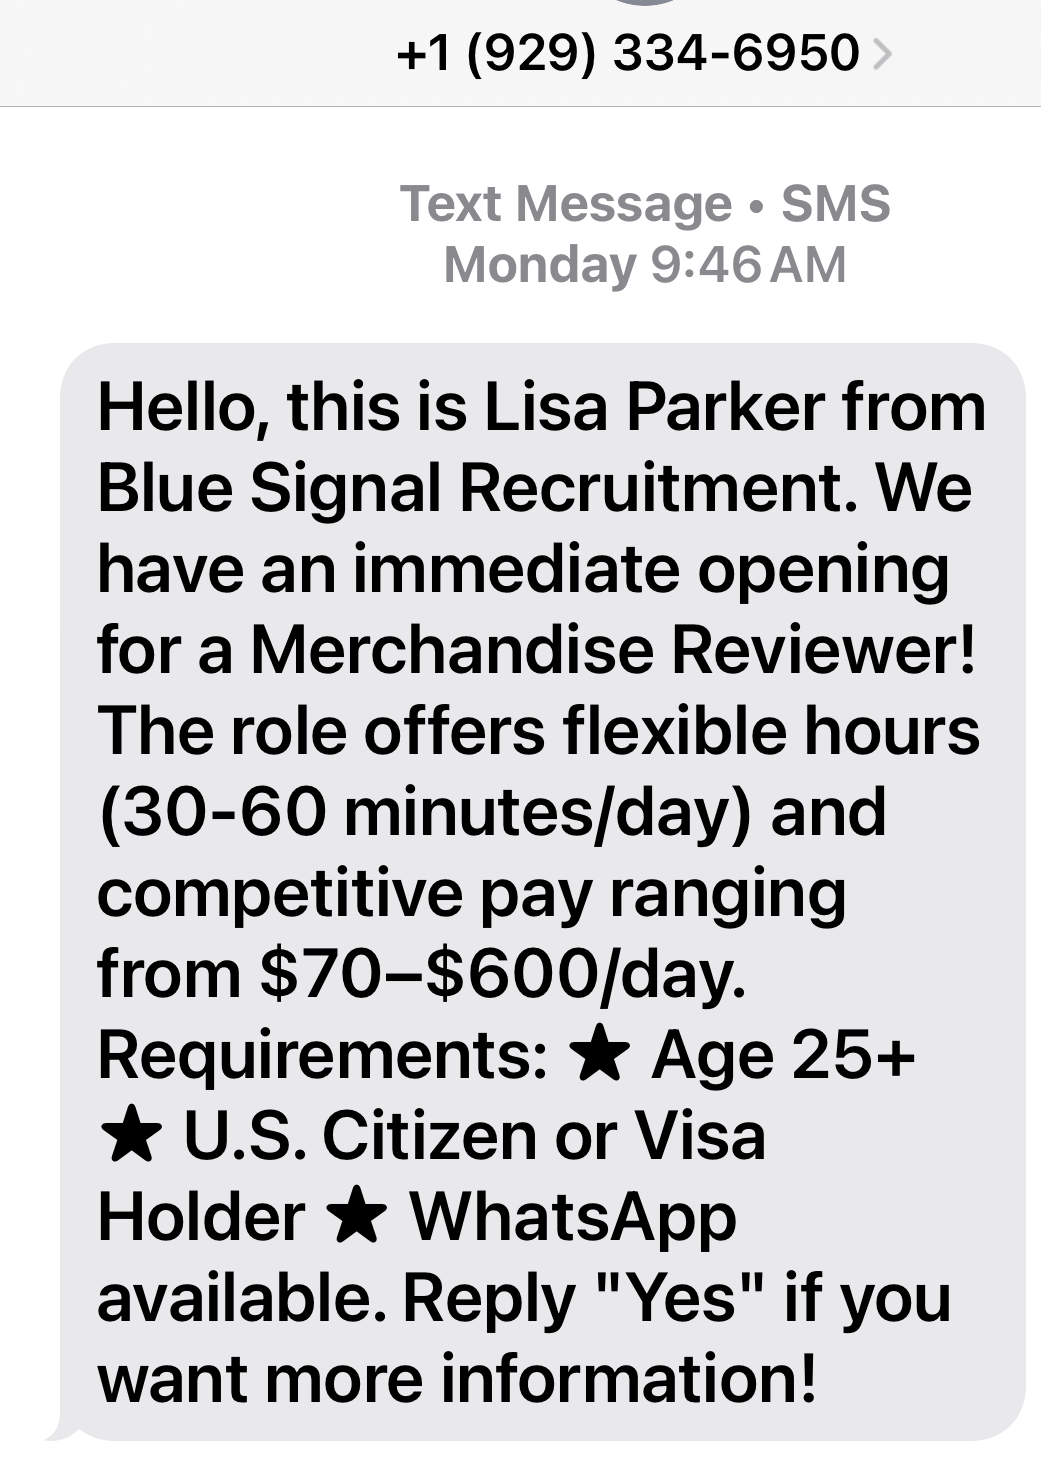 +1 (929) 334-6950
Text Message • SMS
Monday 9:46 AM
Hello, this is Lisa Parker from
Blue Signal Recruitment. We
have an immediate opening
for a Merchandise Reviewer!
The role offers flexible hours
(30-60 minutes/day) and
competitive pay ranging
from $70–$600/day.
Requirements: ★ Age 25+
★ U.S. Citizen or Visa
Holder ★ WhatsApp
available. Reply "Yes" if you
want more information!